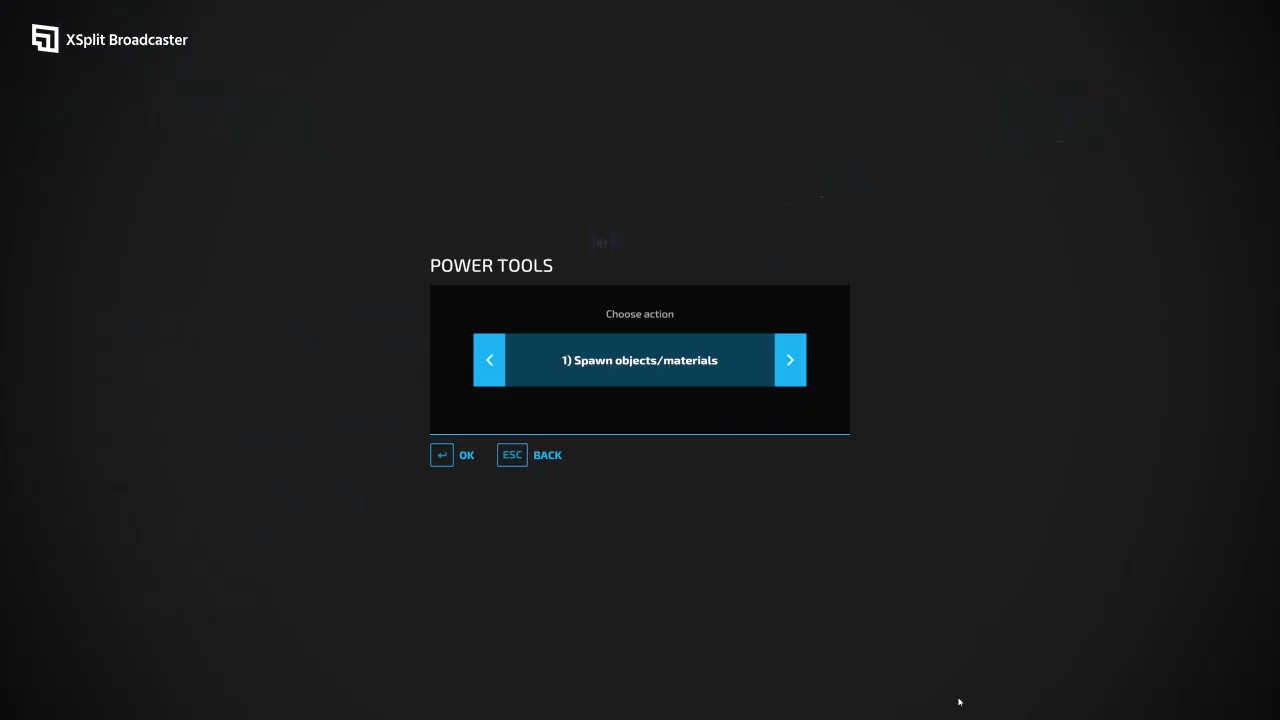 XSplit Broadcaster
POWER TOOLS
Choose action
1) Spawn objects/materials
OK ESC BACK